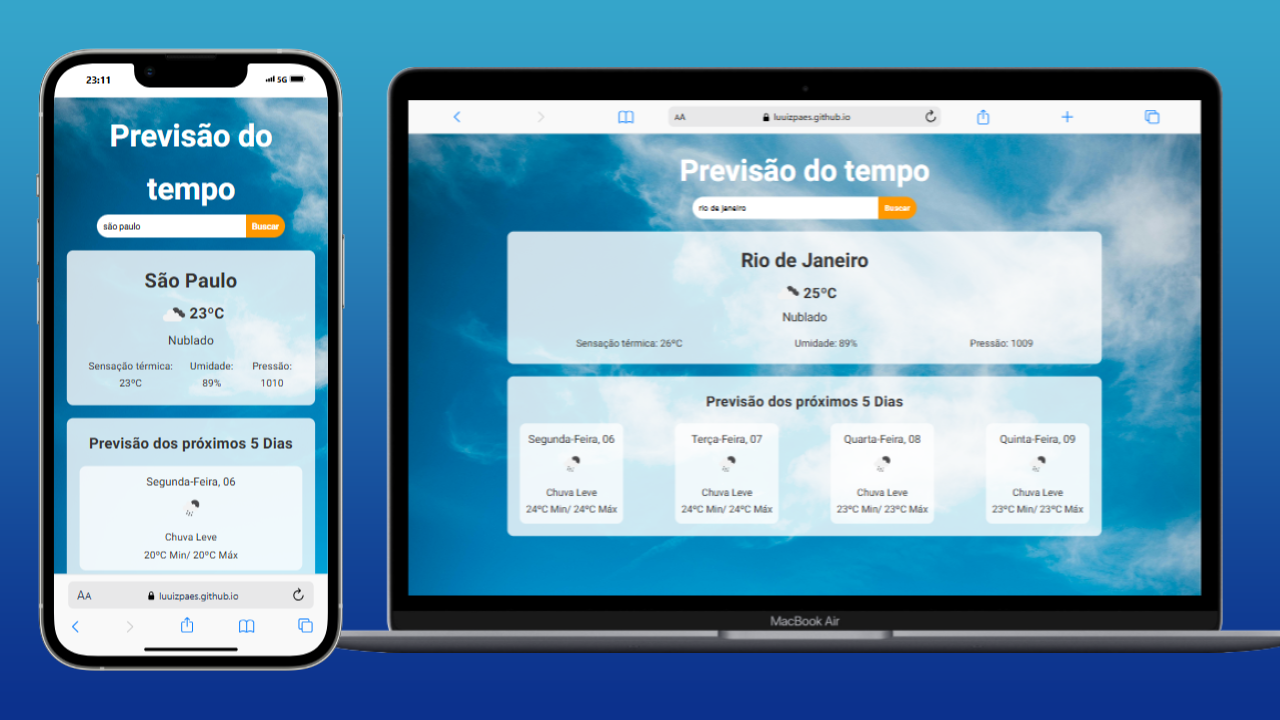 23:11
5G
Previsão do
tempo
são paulo
Buscar
São Paulo
23ºC
Nublado
Sensação térmica:
23ºC
Umidade:
89%
Pressão:
1010
Previsão dos próximos 5 Dias
Segunda-Feira, 06
Chuva Leve
20ºC Min/ 20ºC Máx
AA
luuizpaes.github.io
AA
luuizpaes.github.io
Previsão do tempo
rio de janeiro
Buscar
Rio de Janeiro
25ºC
Nublado
Sensação térmica: 26ºC
Umidade: 89%
Pressão: 1009
Previsão dos próximos 5 Dias
Segunda-Feira, 06
Chuva Leve
24ºC Min/ 24ºC Máx
Terça-Feira, 07
Chuva Leve
24ºC Min/ 24ºC Máx
Quarta-Feira, 08
Chuva Leve
23ºC Min/ 23ºC Máx
Quinta-Feira, 09
Chuva Leve
23ºC Min/ 23ºC Máx
MacBook Air